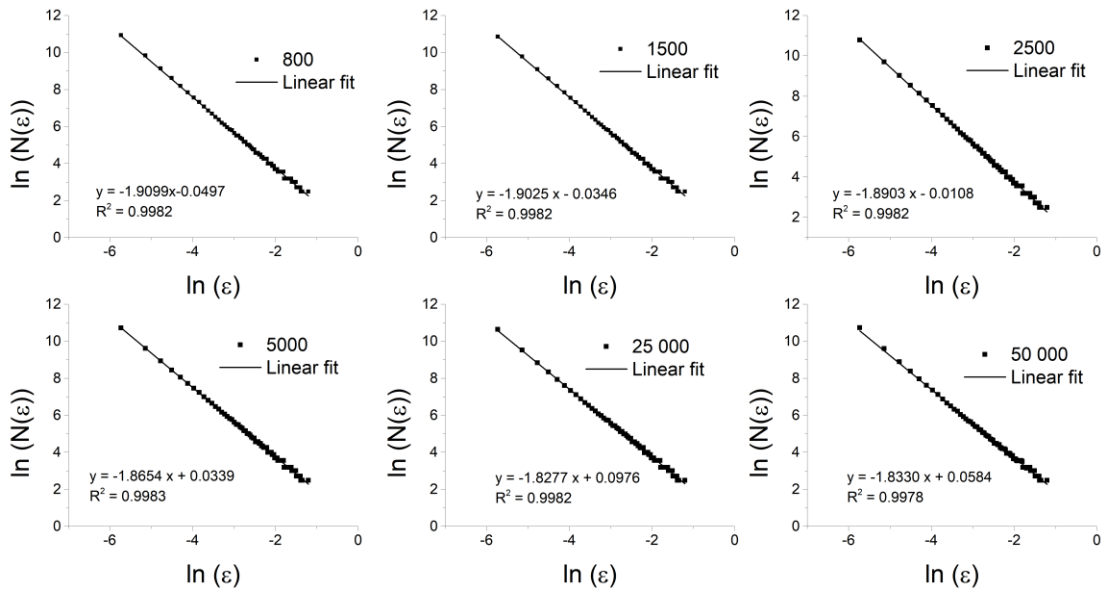 12
10
8
6
4
2
0
-6
-4
-2
0
ln (N(ε))
ln (ε)
800
Linear fit
y = -1.9099x-0.0497
R² = 0.9982
12
10
8
6
4
2
0
-6
-4
-2
0
ln (N(ε))
ln (ε)
1500
Linear fit
y = -1.9025x - 0.0346
R² = 0.9982
12
10
8
6
4
2
-6
-4
-2
0
ln (N(ε))
ln (ε)
2500
Linear fit
y = -1.8903x - 0.0108
R² = 0.9982
12
10
8
6
4
2
0
-6
-4
-2
0
ln (N(ε))
ln (ε)
5000
Linear fit
y = -1.8654 x + 0.0339
R² = 0.9983
12
10
8
6
4
2
0
-6
-4
-2
0
ln (N(ε))
ln (ε)
25 000
Linear fit
y = -1.8277 x + 0.0976
R² = 0.9982
12
10
8
6
4
2
0
-6
-4
-2
0
ln (N(ε))
ln (ε)
50 000
Linear fit
y = -1.8330 x + 0.0584
R² = 0.9978